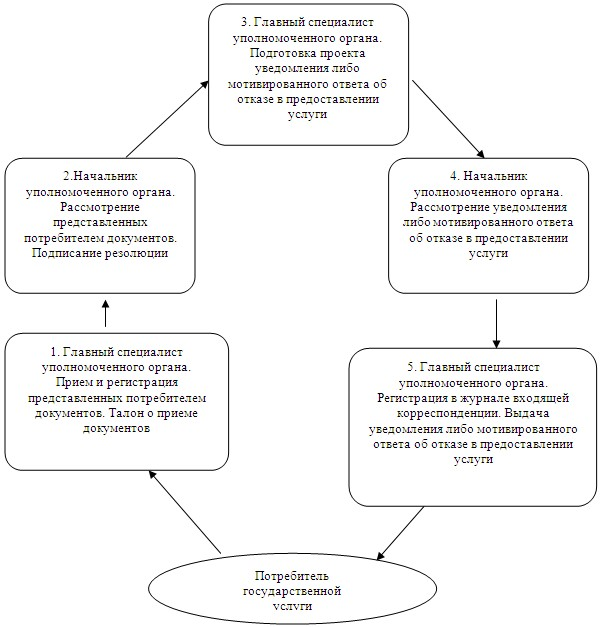 3. Главный специалист
уполномоченного органа.
Подготовка проекта
уведомления либо
мотивированного ответа об
отказе в предоставлении
услуги
2.Начальник
уполномоченного органа.
Рассмотрение
представленных
потребителем документов.
Подписание резолюции
4. Начальник
уполномоченного органа.
Рассмотрение уведомления
либо мотивированного ответа
об отказе в предоставлении
услуги
1. Главный специалист
уполномоченного органа.
Прием и регистрация
представленных потребителем
документов. Талон о приеме
документов
5. Главный специалист
уполномоченного органа.
Регистрация в журнале входящей
корреспонденции. Выдача
уведомления либо мотивированного
ответа об отказе в предоставлении
услуги
Потребитель
государственной
услуги